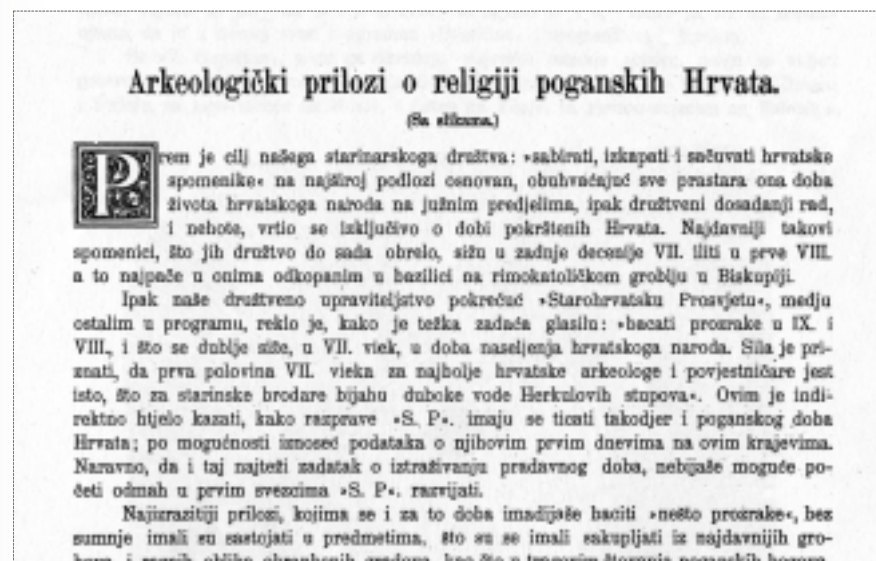 Arkeologički prilozi o religiji poganskih Hrvata.
(Sa slikama.)
Prem je cilj našega starinarskoga društva: »sabirati, izkapati i sačuvati hrvatske
spomenike« na najširoj podlozi osnovan, obuhvaćajuć sve prastara ona doba
života hrvatskoga naroda na južnim predjelima, ipak društveni dosadanji rad,
i nehote, vrtio se izključivo o dobi pokrštenih Hrvata. Najdavniji takovi
spomenici, što jih društvo do sada obrelo, sižu u zadnje decenije VII. iliti u prve VIII.
a to najpače u onima odkopanim u bazilici na rimokatoličkom groblju u Biskupiji.
Ipak naše društveno upraviteljstvo pokrećuć »Starohrvatsku Prosvjetu«, medju
ostalim u programu, reklo je, kako je težka zadaća glasilu: »bacati prozrake u IX. i
VIII., i što se dublje siže, u VII. viek, u doba naseljenja hrvatskoga naroda. Sila je pri-
znati, da prva polovina VII. vieka za najbolje hrvatske arkeologe i povjestničare jest
isto, što za starinske brodare bijahu duboke vode Herkulovih stupova«. Ovim je indi-
rektno htjelo kazati, kako razprave »S. P«. imaju se ticati takodjer i poganskog doba
Hrvata; po mogućnosti iznoseć podataka o njihovim prvim dnevima na ovim krajevima.
Naravno, da i taj najteži zadatak o iztraživanju pradavnog doba, nebijaše moguće po-
četi odmah u prvim svezcima »S. P«. razvijati.
Najizrazitiji prilozi, kojima se i za to doba imadijaše baciti »nešto prozrake«, bez
sumnje imali su sastojati u predmetima, što su se imali sakupljati iz najdavnijih gro-